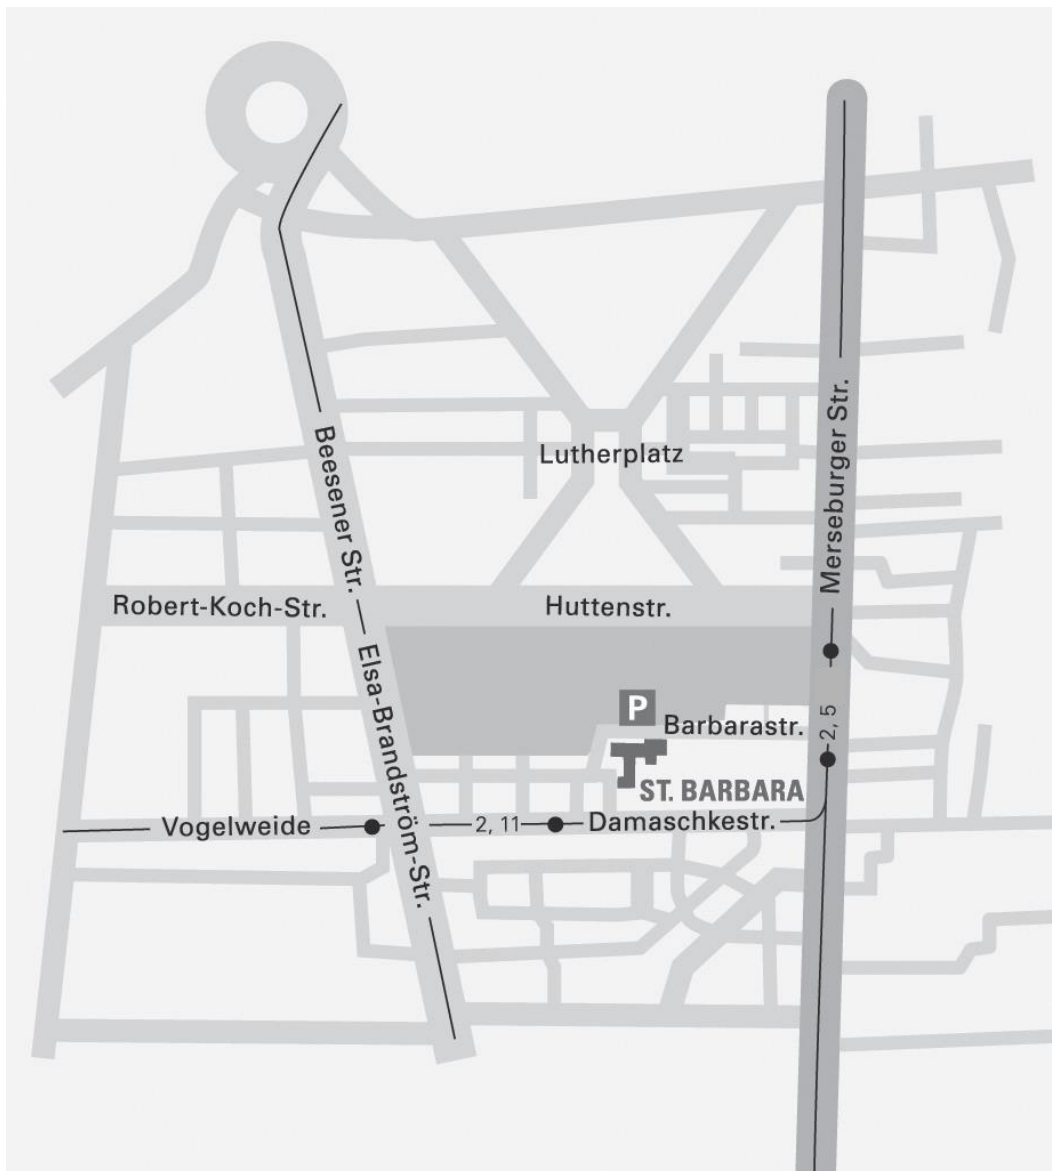 Lutherplatz
Merseburger Str.
Beesener Str.
Robert-Koch-Str.
Huttenstr.
Elsa-Brandström-Str.
P
Barbarastr.
2, 5
ST. BARBARA
Vogelweide
2, 11
Damaschkestr.